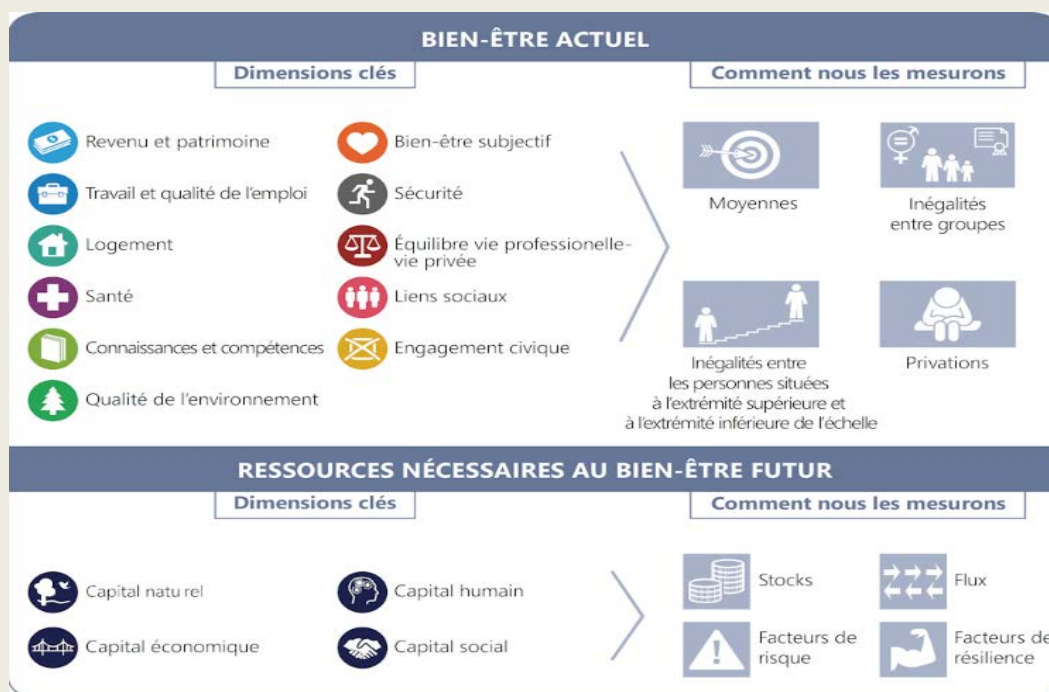 BIEN-ÊTRE ACTUEL
Dimensions clés
Revenu et patrimoine
Travail et qualité de l'emploi
Logement
Santé
Connaissances et compétences
Qualité de l'environnement
Bien-être subjectif
Sécurité
Équilibre vie professionelle-
vie privée
Liens sociaux
Engagement civique
Comment nous les mesurons
Moyennes
Inégalités
entre groupes
Inégalités entre
les personnes situées
à l'extrémité supérieure et
à l'extrémité inférieure de l'échelle
Privations
RESSOURCES NÉCESSAIRES AU BIEN-ÊTRE FUTUR
Dimensions clés
Capital naturel
Capital économique
Capital humain
Capital social
Comment nous les mesurons
Stocks
Flux
Facteurs de
risque
Facteurs de
résilience